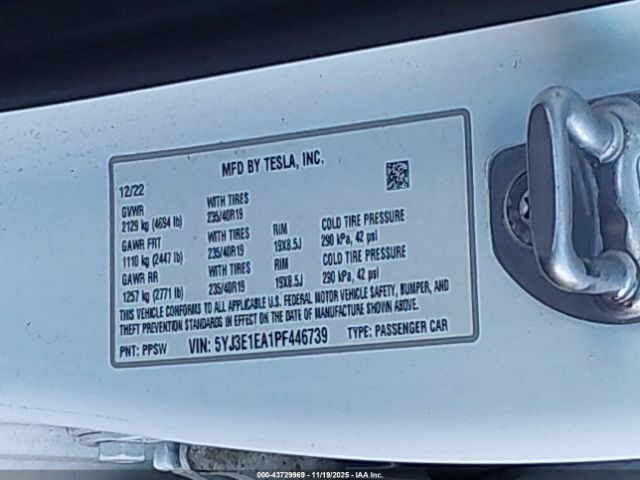 MFD BY TESLA, INC.
12/22
GVWR WITH TIRES
2129 kg (4694 lb) 235/40R19
GAWR FRT WITH TIRES RIM COLD TIRE PRESSURE
1110 kg (2447 lb) 235/40R19 19X8.5J 290 kPa, 42 psi
GAWR RR WITH TIRES RIM COLD TIRE PRESSURE
1257 kg (2771 lb) 235/40R19 19X8.5J 290 kPa, 42 psi
THIS VEHICLE CONFORMS TO ALL APPLICABLE U.S. FEDERAL MOTOR VEHICLE SAFETY, BUMPER, AND
THEFT PREVENTION STANDARDS IN EFFECT ON THE DATE OF MANUFACTURE SHOWN ABOVE.
PNT: PPSW VIN: 5YJ3E1EA1PF446739 TYPE: PASSENGER CAR
© 43729969 | 11/19/2025 - IAA Inc.